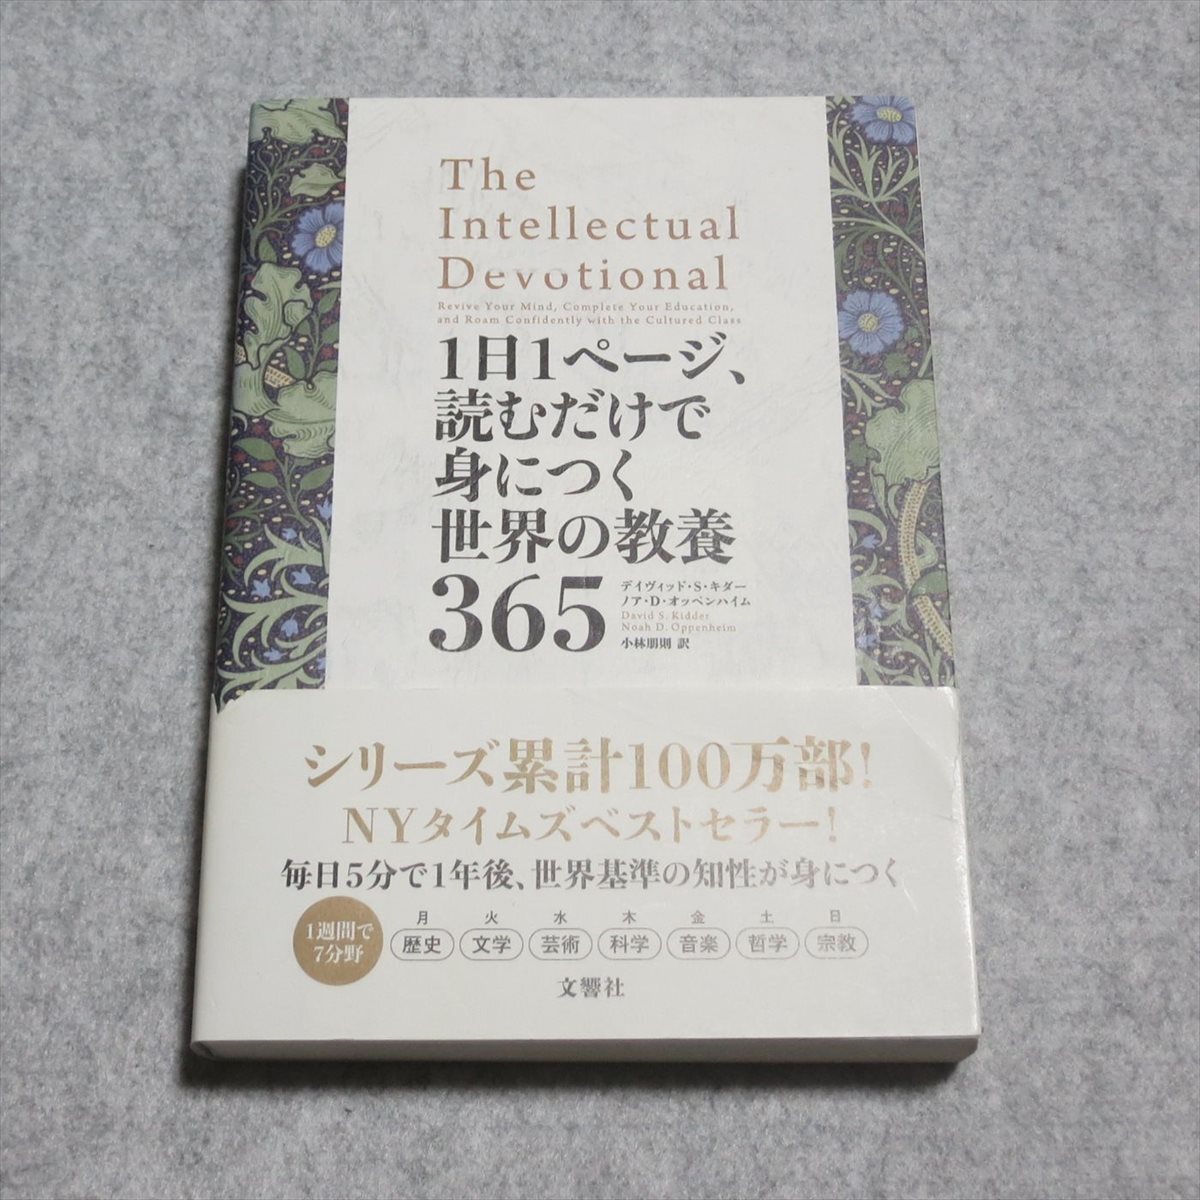 The
Intellectual
Devotional
Revive Your Mind, Complete Your Education,
and Roam Confidently with the Cultured Class
1日1ページ、
読むだけで
身につく
世界の教養
365
デイヴィッド・S・キダー
ノア・D・オッペンハイム
David S. Kidder
Noah D. Oppenheim
小林朋則 訳
シリーズ累計100万部!
NYタイムズベストセラー!
毎日5分で1年後、世界基準の知性が身につく
1週間で
7分野
月 火 水 木 金 土 日
歴史 文学 芸術 科学 音楽 哲学 宗教
文響社